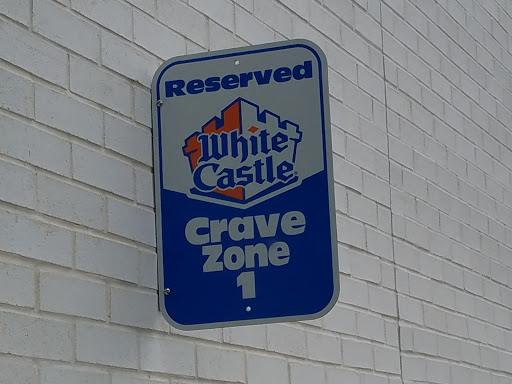 Reserved
White
Castle
Crave
Zone
1